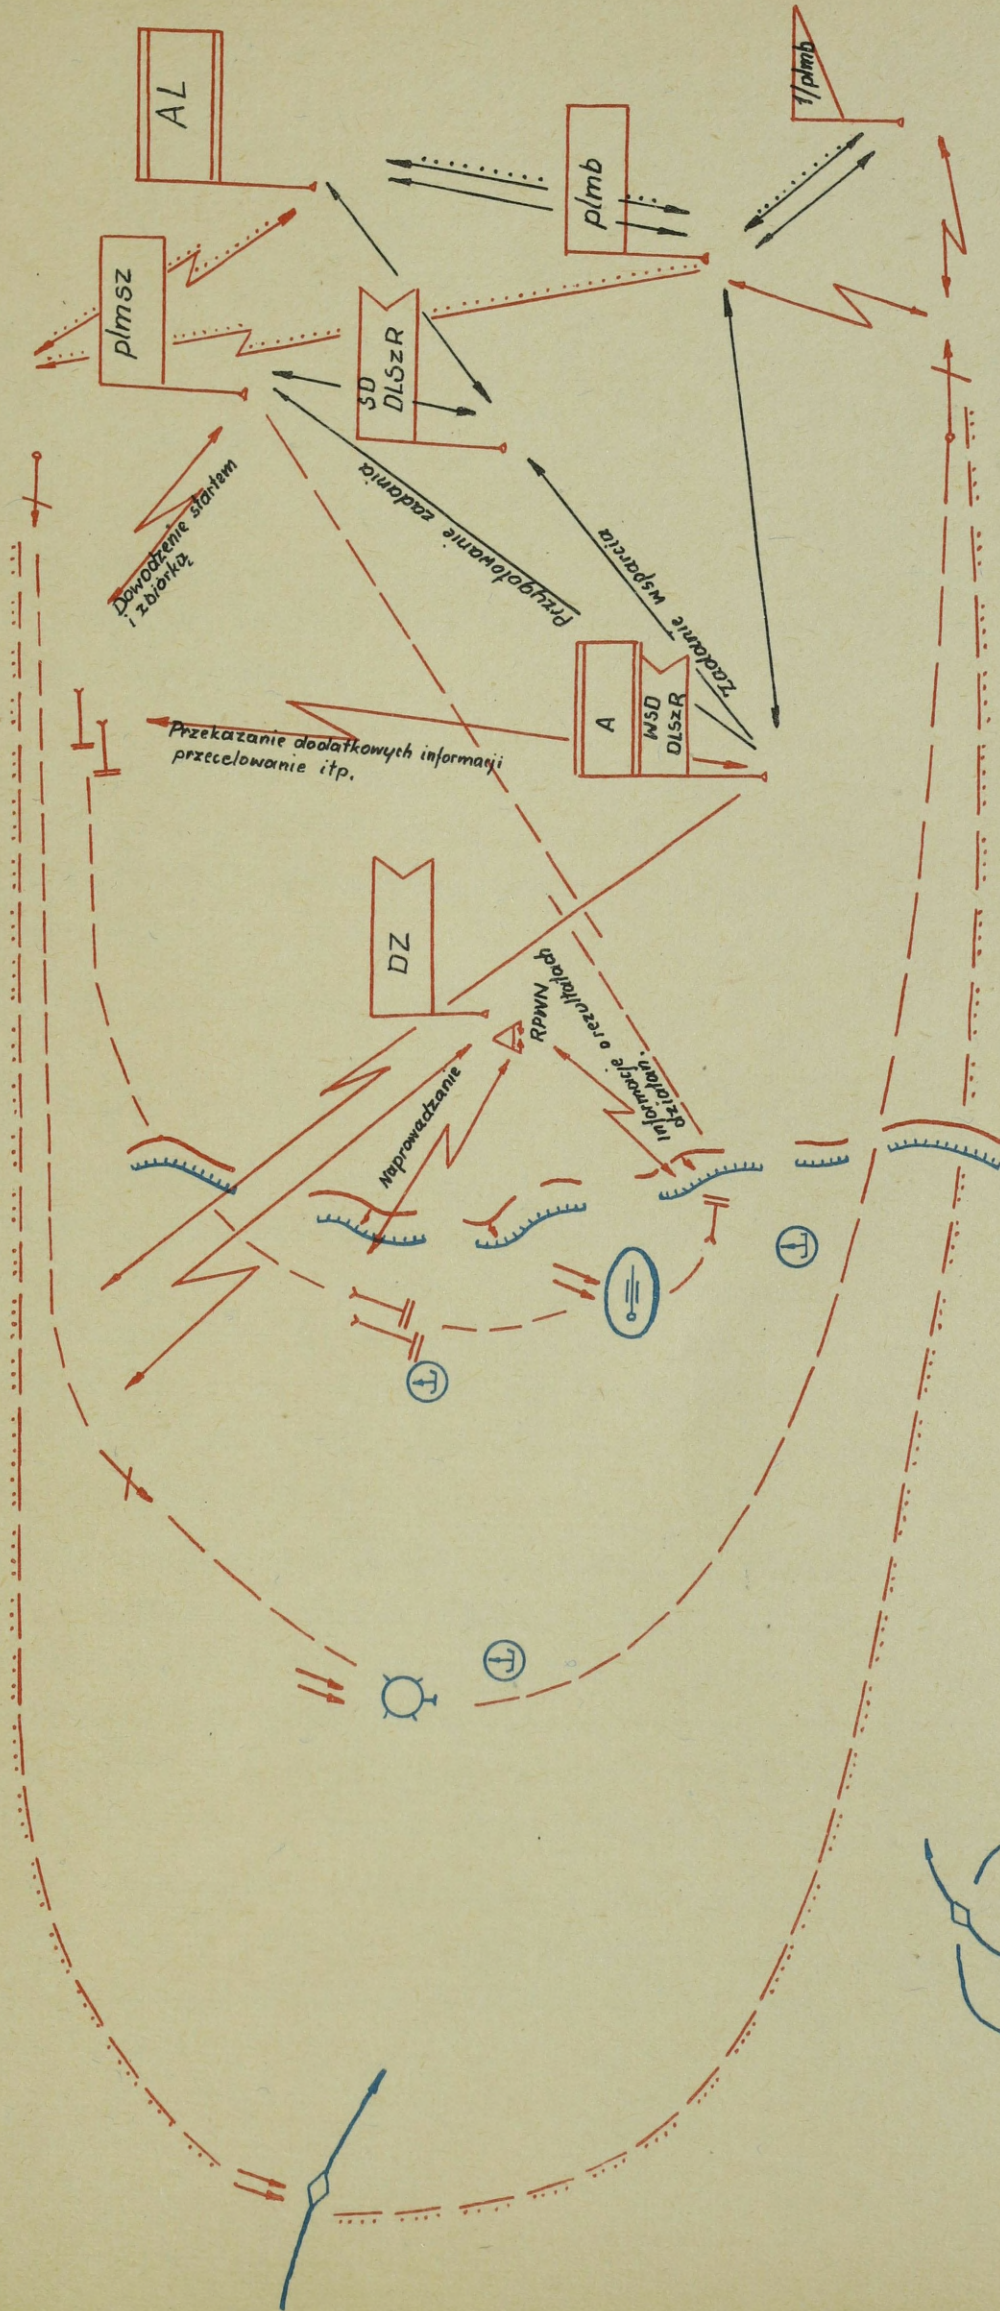 AL
1/plmb
plmb
plmsz
SD
DLSzR
Dowodzenie startem
i zbiórką
Przygotowanie zadania
Zadanie wsparcia
A
WSD
DLSzR
Przekazanie dodatkowych informacji
przecelowanie itp.
DZ
RPWN
Naprowadzanie
informacje o rezultatach
działań.